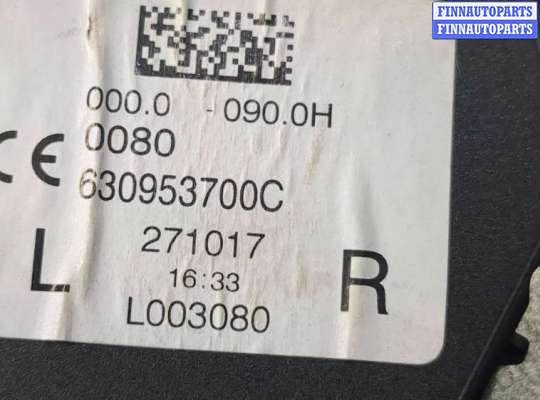 FINNAUTOPARTS
FINNAUTOPARTS
000.0 - 090.0H
0080
CE
630953700C
271017
L R
16:33
L003080